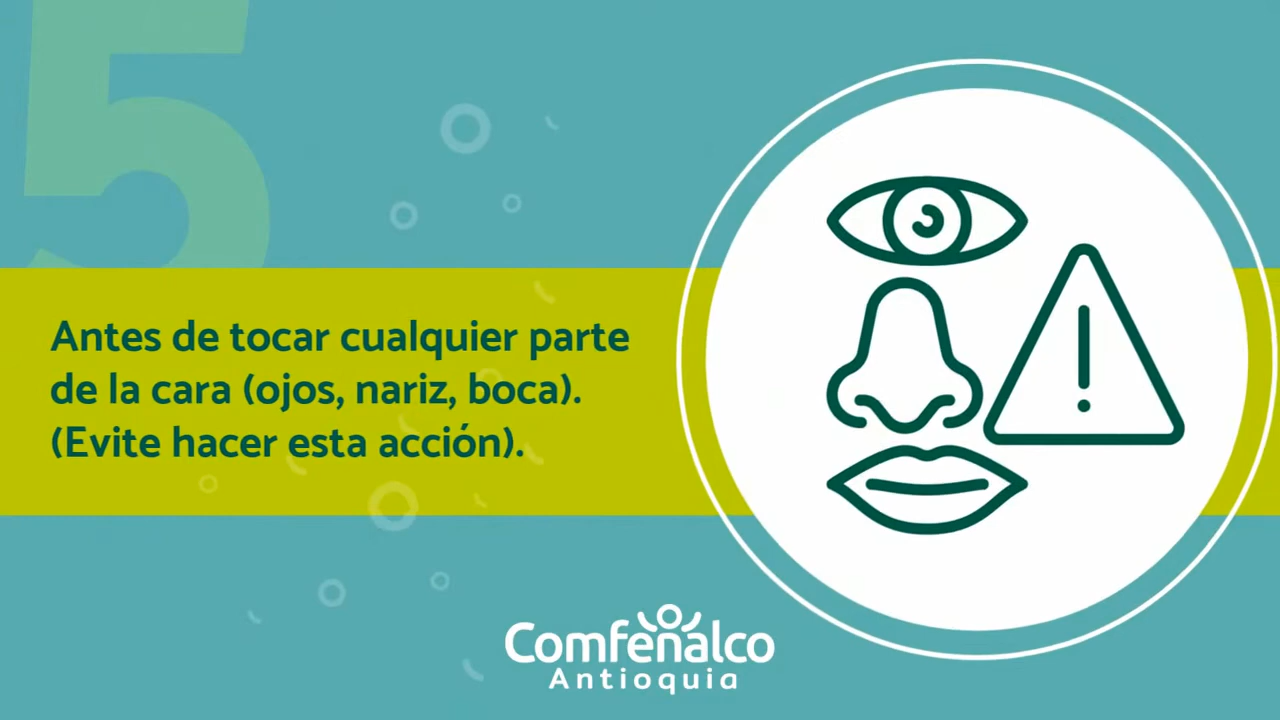 5
Antes de tocar cualquier parte
de la cara (ojos, nariz, boca).
(Evite hacer esta acción).
Comfenalco
Antioquia